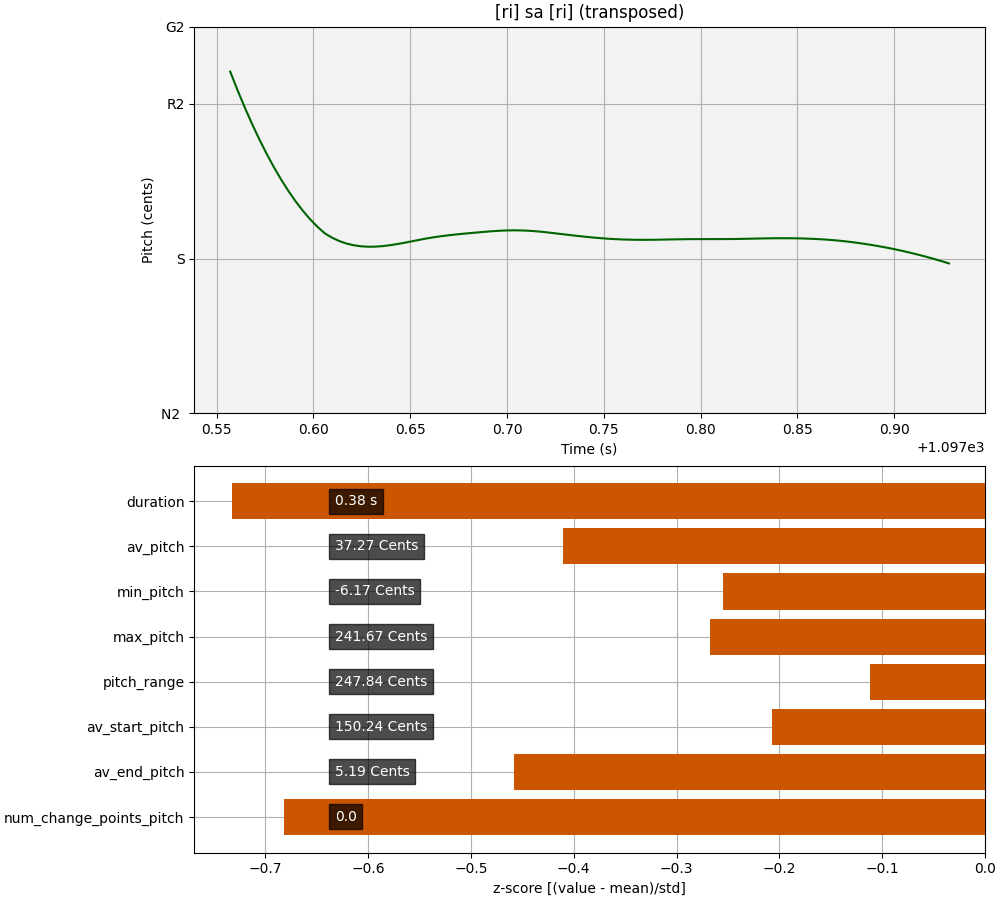 [ri] sa [ri] (transposed)
G2
R2
S
N2
Pitch (cents)
0.55 0.60 0.65 0.70 0.75 0.80 0.85 0.90
Time (s)
+1.097e3
duration 0.38 s
av_pitch 37.27 Cents
min_pitch -6.17 Cents
max_pitch 241.67 Cents
pitch_range 247.84 Cents
av_start_pitch 150.24 Cents
av_end_pitch 5.19 Cents
num_change_points_pitch 0.0
−0.7 −0.6 −0.5 −0.4 −0.3 −0.2 −0.1 0.0
z-score [(value - mean)/std]